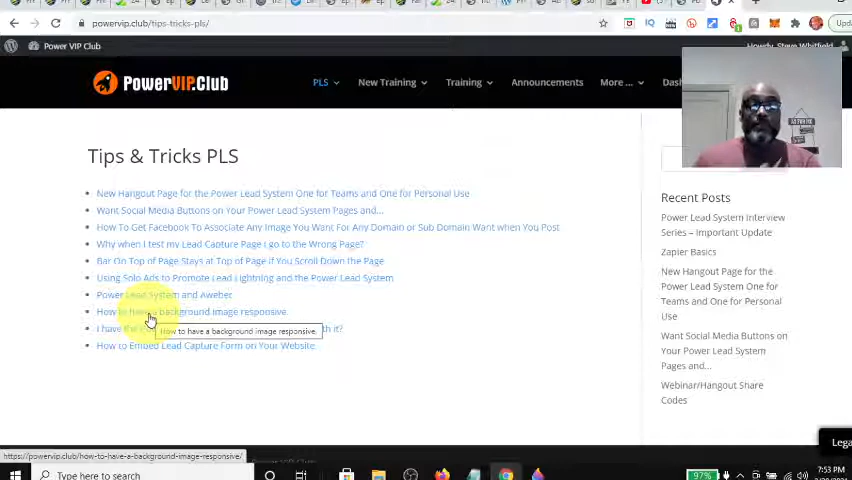 powervip.club/tips-tricks-pls/
Upda
Power VIP Club
Howdy, Steve Whitfield
PowerVIP.Club
PLS
New Training
Training
Announcements
More ...
Das
Tips & Tricks PLS
New Hangout Page for the Power Lead System One for Teams and One for Personal Use
Want Social Media Buttons on Your Power Lead System Pages and...
How To Get Facebook To Associate Any Image You Want For Any Domain or Sub Domain Want when You Post
Why when I test my Lead Capture Page I go to the Wrong Page?
Bar On Top of Page Stays at Top of Page if You Scroll Down the Page
Using Solo Ads to Promote Lead Lightning and the Power Lead System
Power Lead System and Aweber
How to have a background image responsive.
I have the
th it?
How to have a background image responsive.
How to Embed Lead Capture Form on Your Website
Recent Posts
Power Lead System Interview
Series – Important Update
Zapier Basics
New Hangout Page for the
Power Lead System One for
Teams and One for Personal
Use
Want Social Media Buttons on
Your Power Lead System
Pages and...
Webinar/Hangout Share
Codes
Lega
https://powervip.club/how-to-have-a-background-image-responsive/
Type here to search
97%
7:53 PM